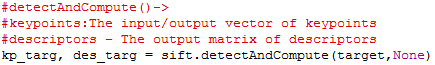 #detectAndCompute()->
#keypoints:The input/output vector of keypoints
#descriptors - The output matrix of descriptors
kp_targ, des_targ = sift.detectAndCompute(target,None)